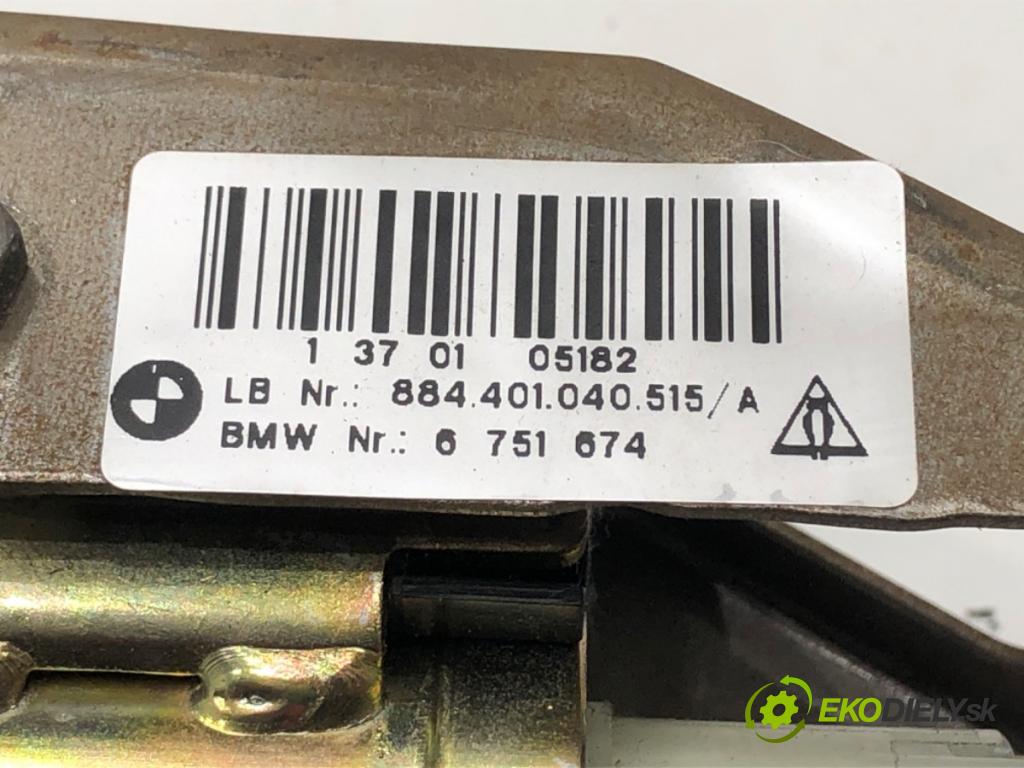 1 37 01 05182
LB Nr.: 884.401.040.515/A
BMW Nr.: 6 751 674
EKODIELY.sk